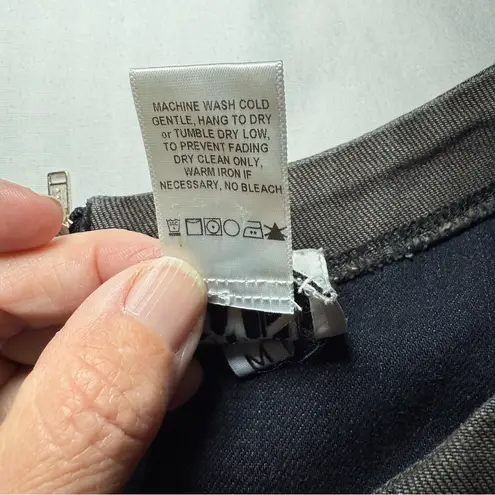 MACHINE WASH COLD
GENTLE, HANG TO DRY
or TUMBLE DRY LOW,
TO PREVENT FADING
DRY CLEAN ONLY,
WARM IRON IF
NECESSARY, NO BLEACH
M